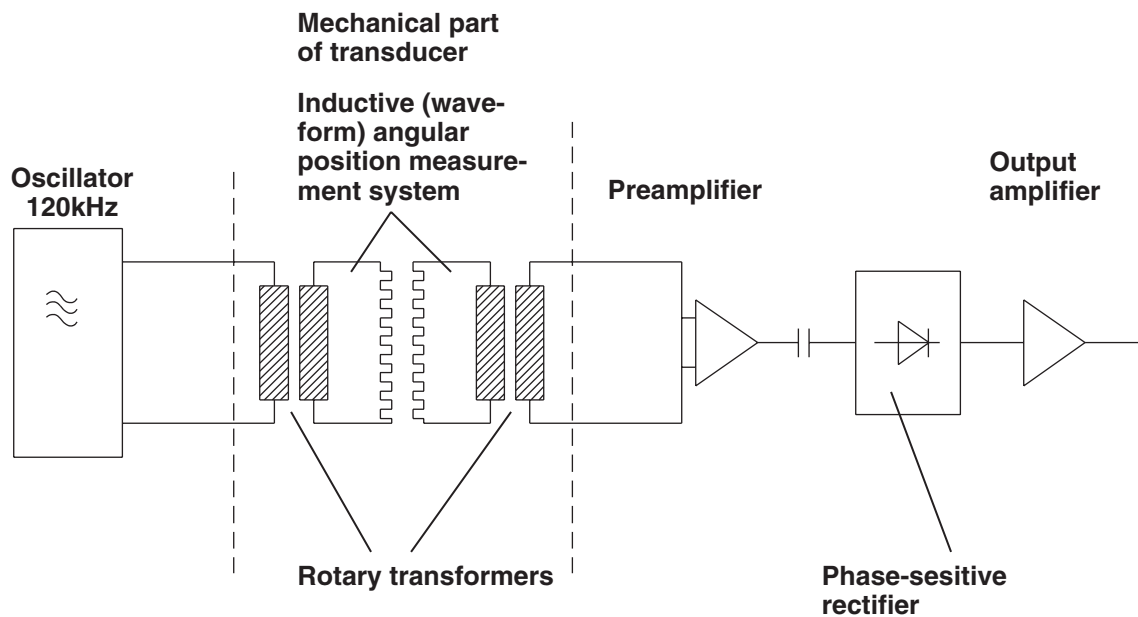 Mechanical part
of transducer
Inductive (wave-
form) angular
position measure-
ment system
Oscillator
120kHz
Preamplifier
Output
amplifier
Rotary transformers
Phase-sesitive
rectifier